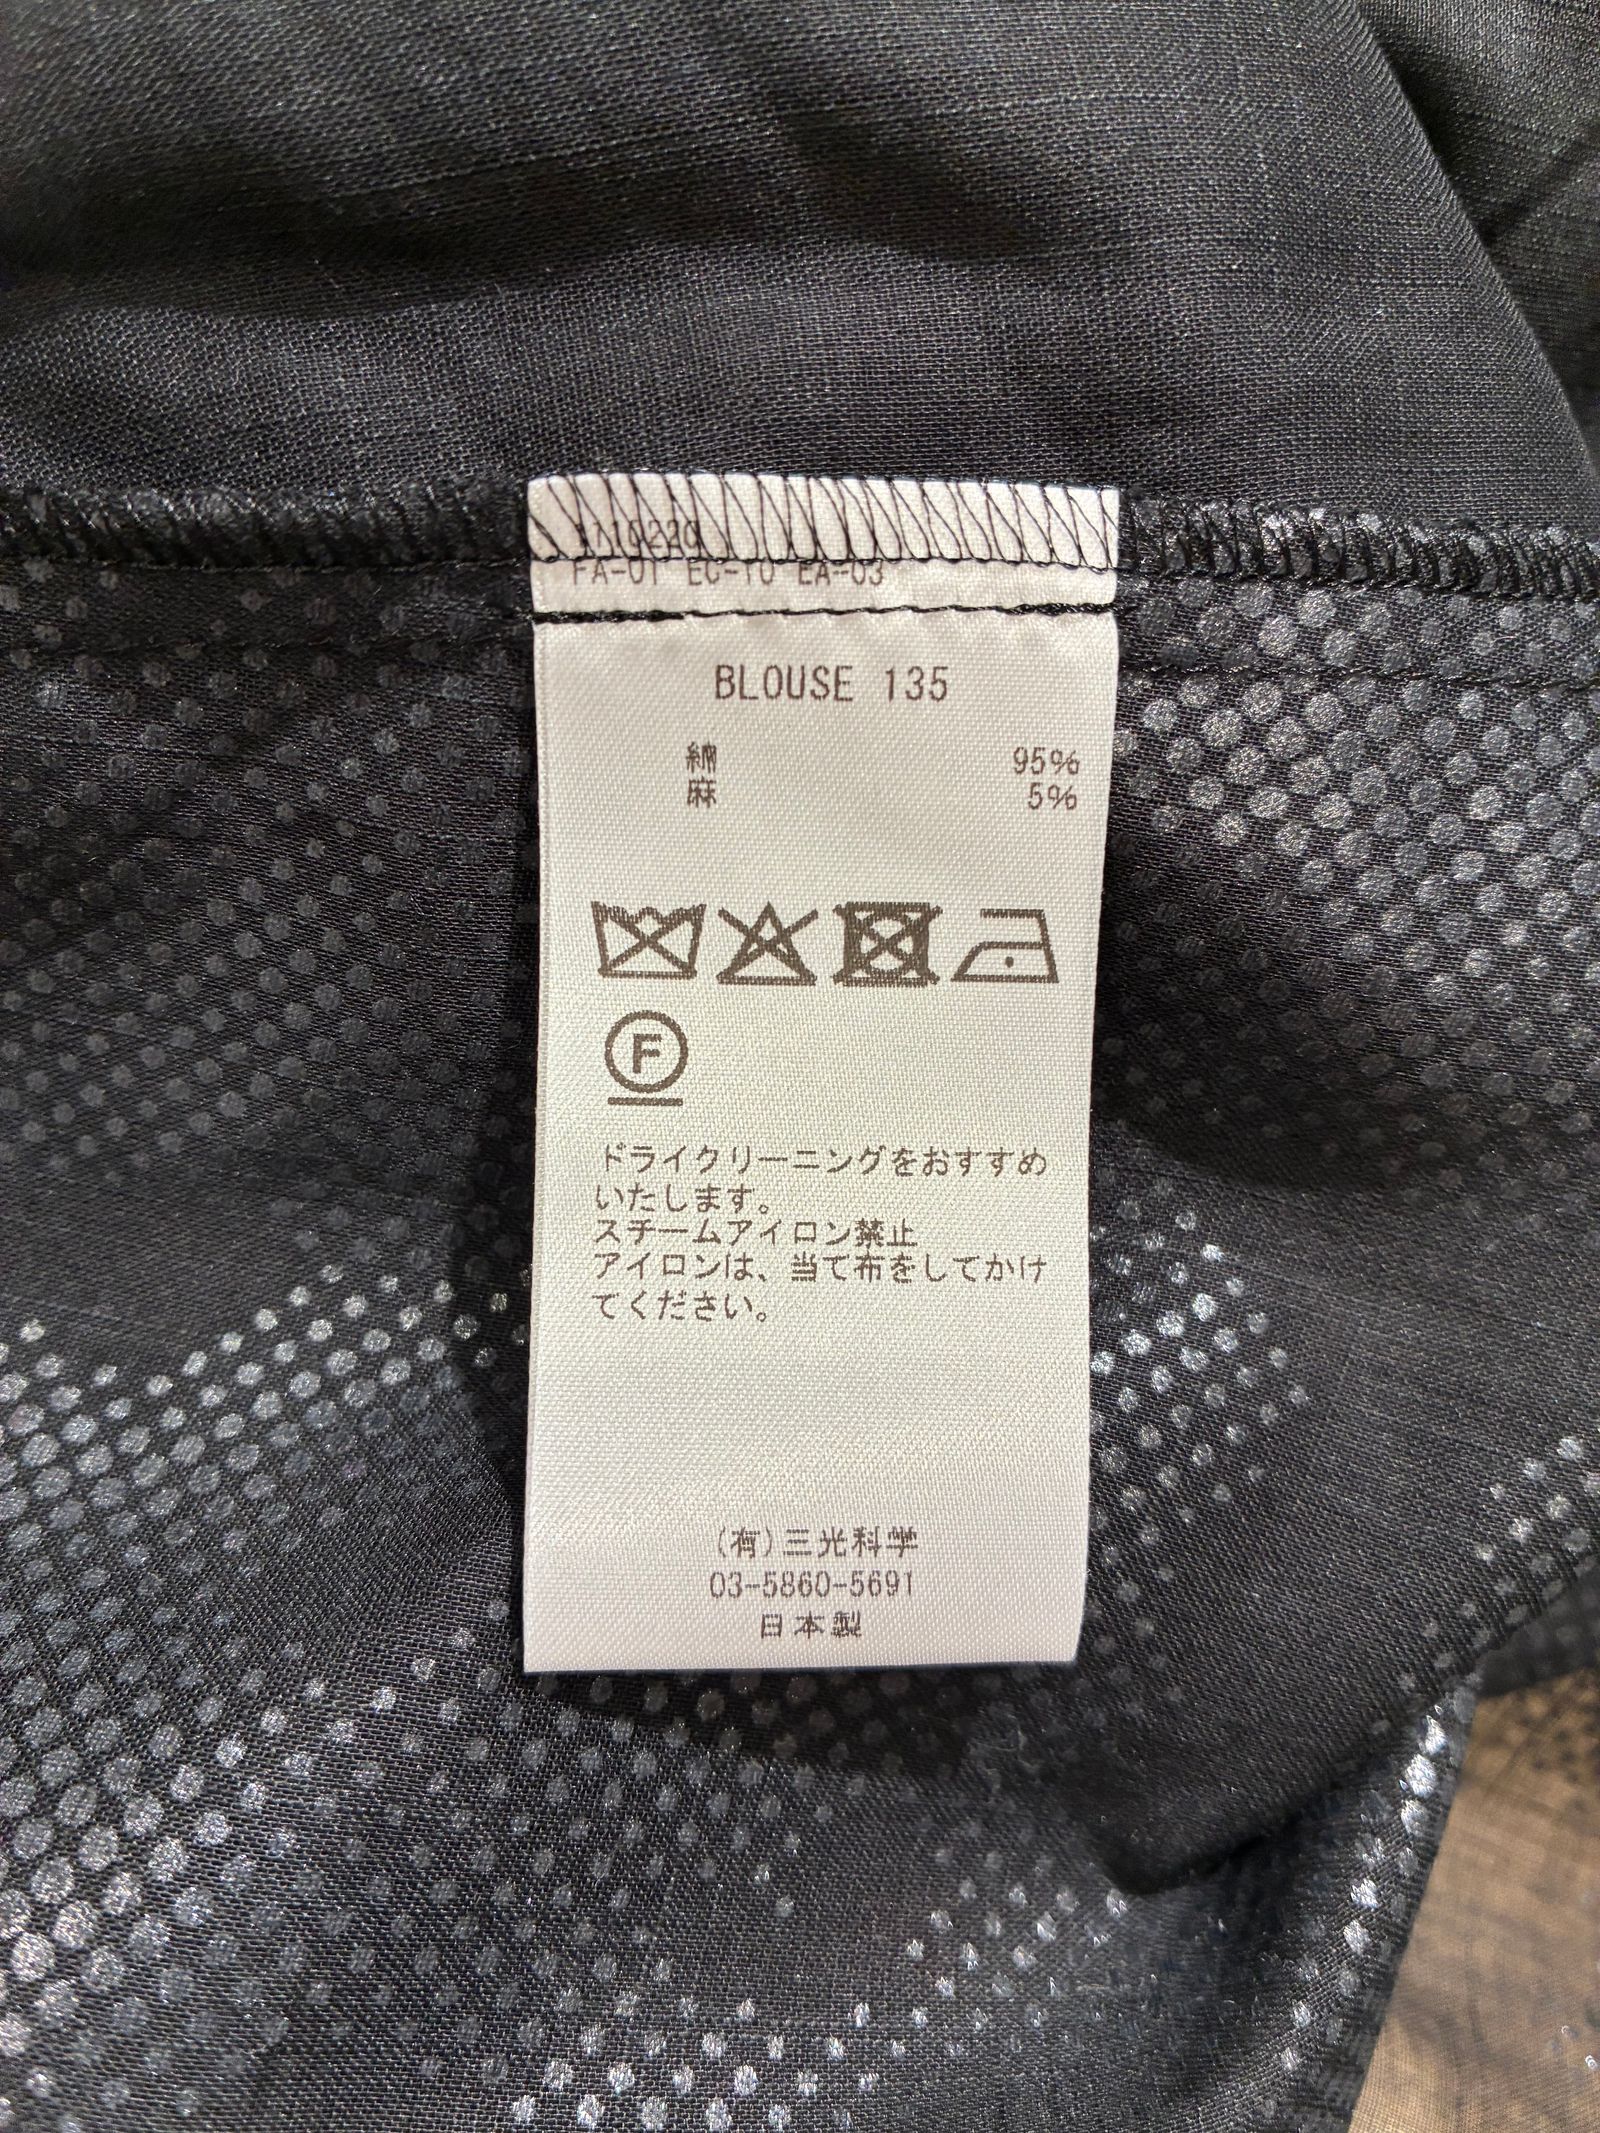 1110220
FA-01 EC-10 EA-03
BLOUSE 135
綿 95%
麻 5%
F
ドライクリーニングをおすすめ
いたします。
スチームアイロン禁止
アイロンは、当て布をしてかけ
てください。
(有)三光科学
03-5860-5691
日本製